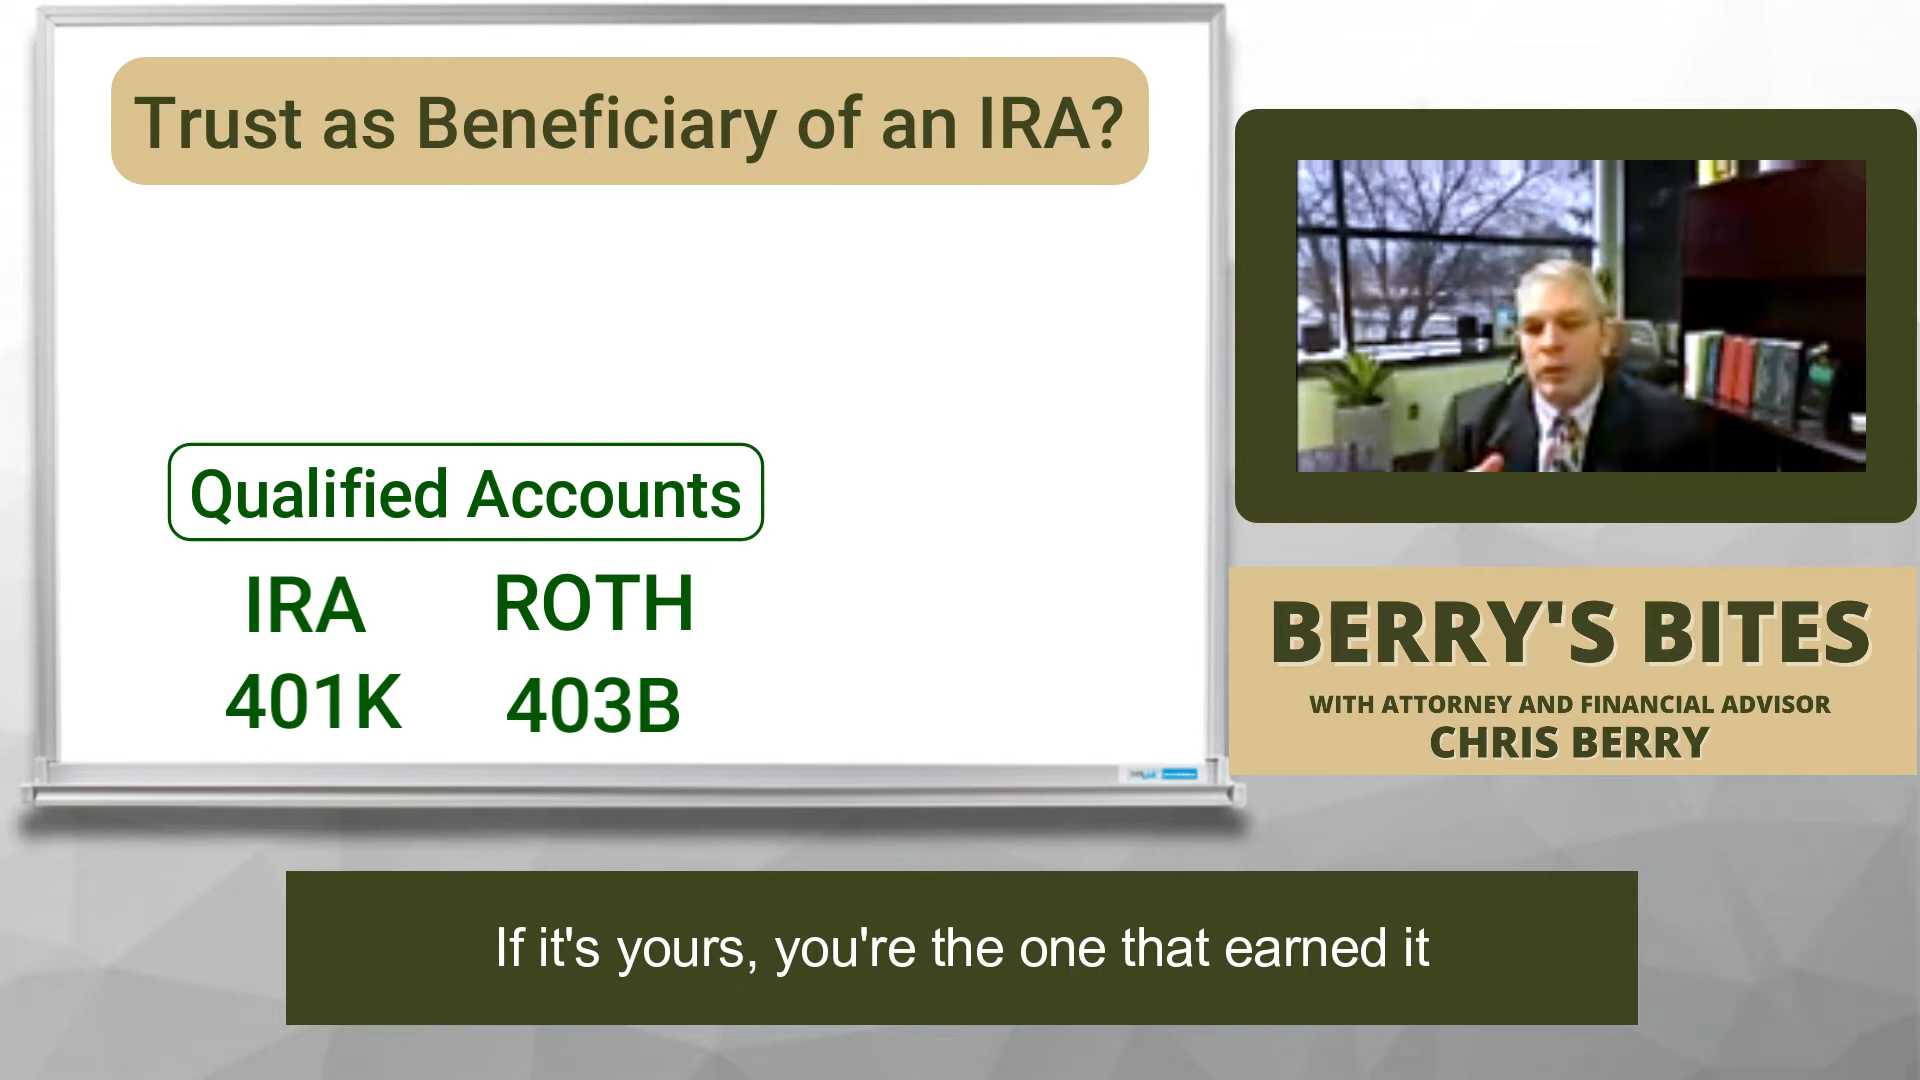 Trust as Beneficiary of an IRA?
Qualified Accounts
IRA ROTH
401K 403B
BERRY'S BITES
WITH ATTORNEY AND FINANCIAL ADVISOR
CHRIS BERRY
If it's yours, you're the one that earned it